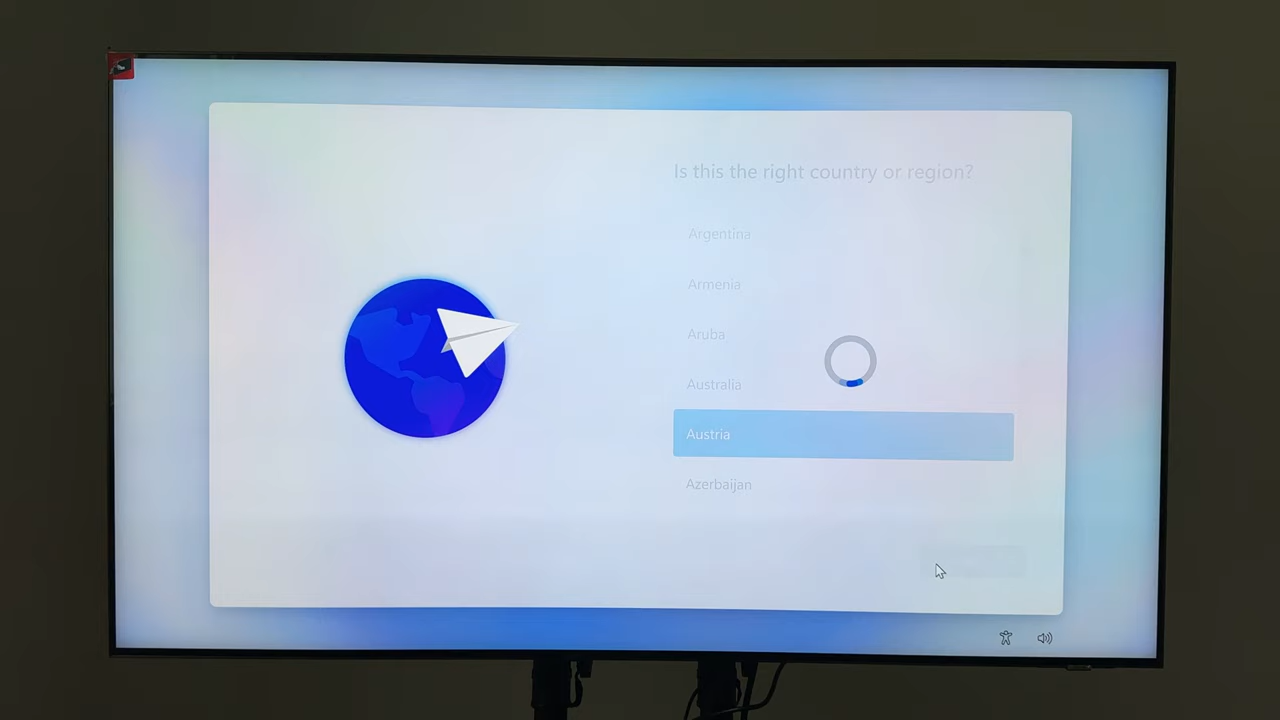 Is this the right country or region?
Argentina
Armenia
Aruba
Australia
Austria
Azerbaijan